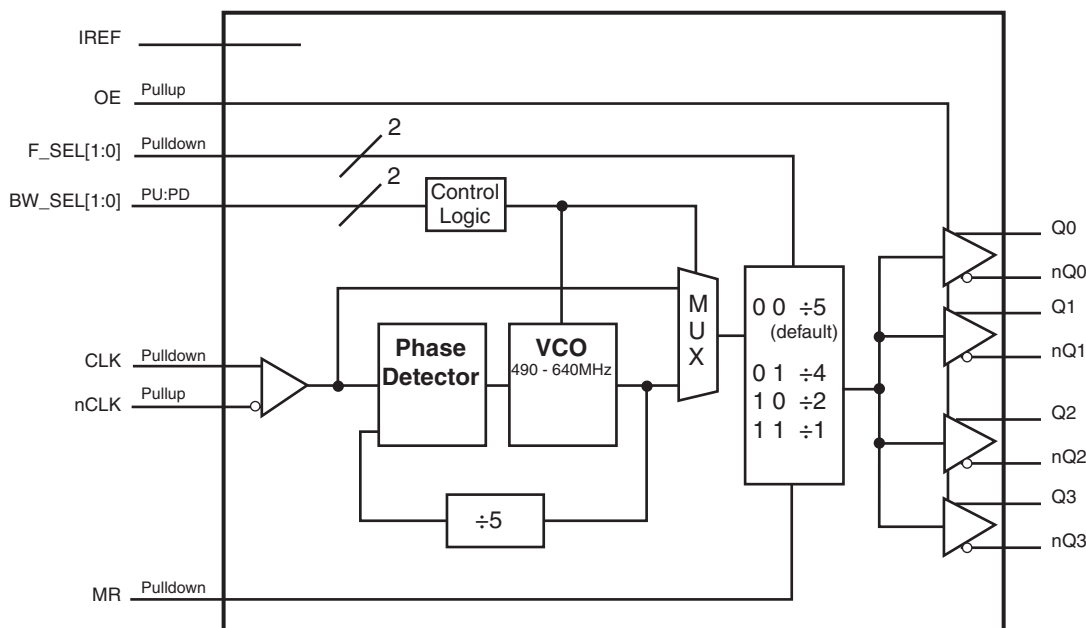 IREF
OE Pullup
F_SEL[1:0] Pulldown 2
BW_SEL[1:0] PU:PD 2
Control
Logic
CLK Pulldown
nCLK Pullup
Phase
Detector
VCO
490 - 640MHz
÷5
M
U
X
0 0 ÷5
(default)
0 1 ÷4
1 0 ÷2
1 1 ÷1
MR Pulldown
Q0
nQ0
Q1
nQ1
Q2
nQ2
Q3
nQ3